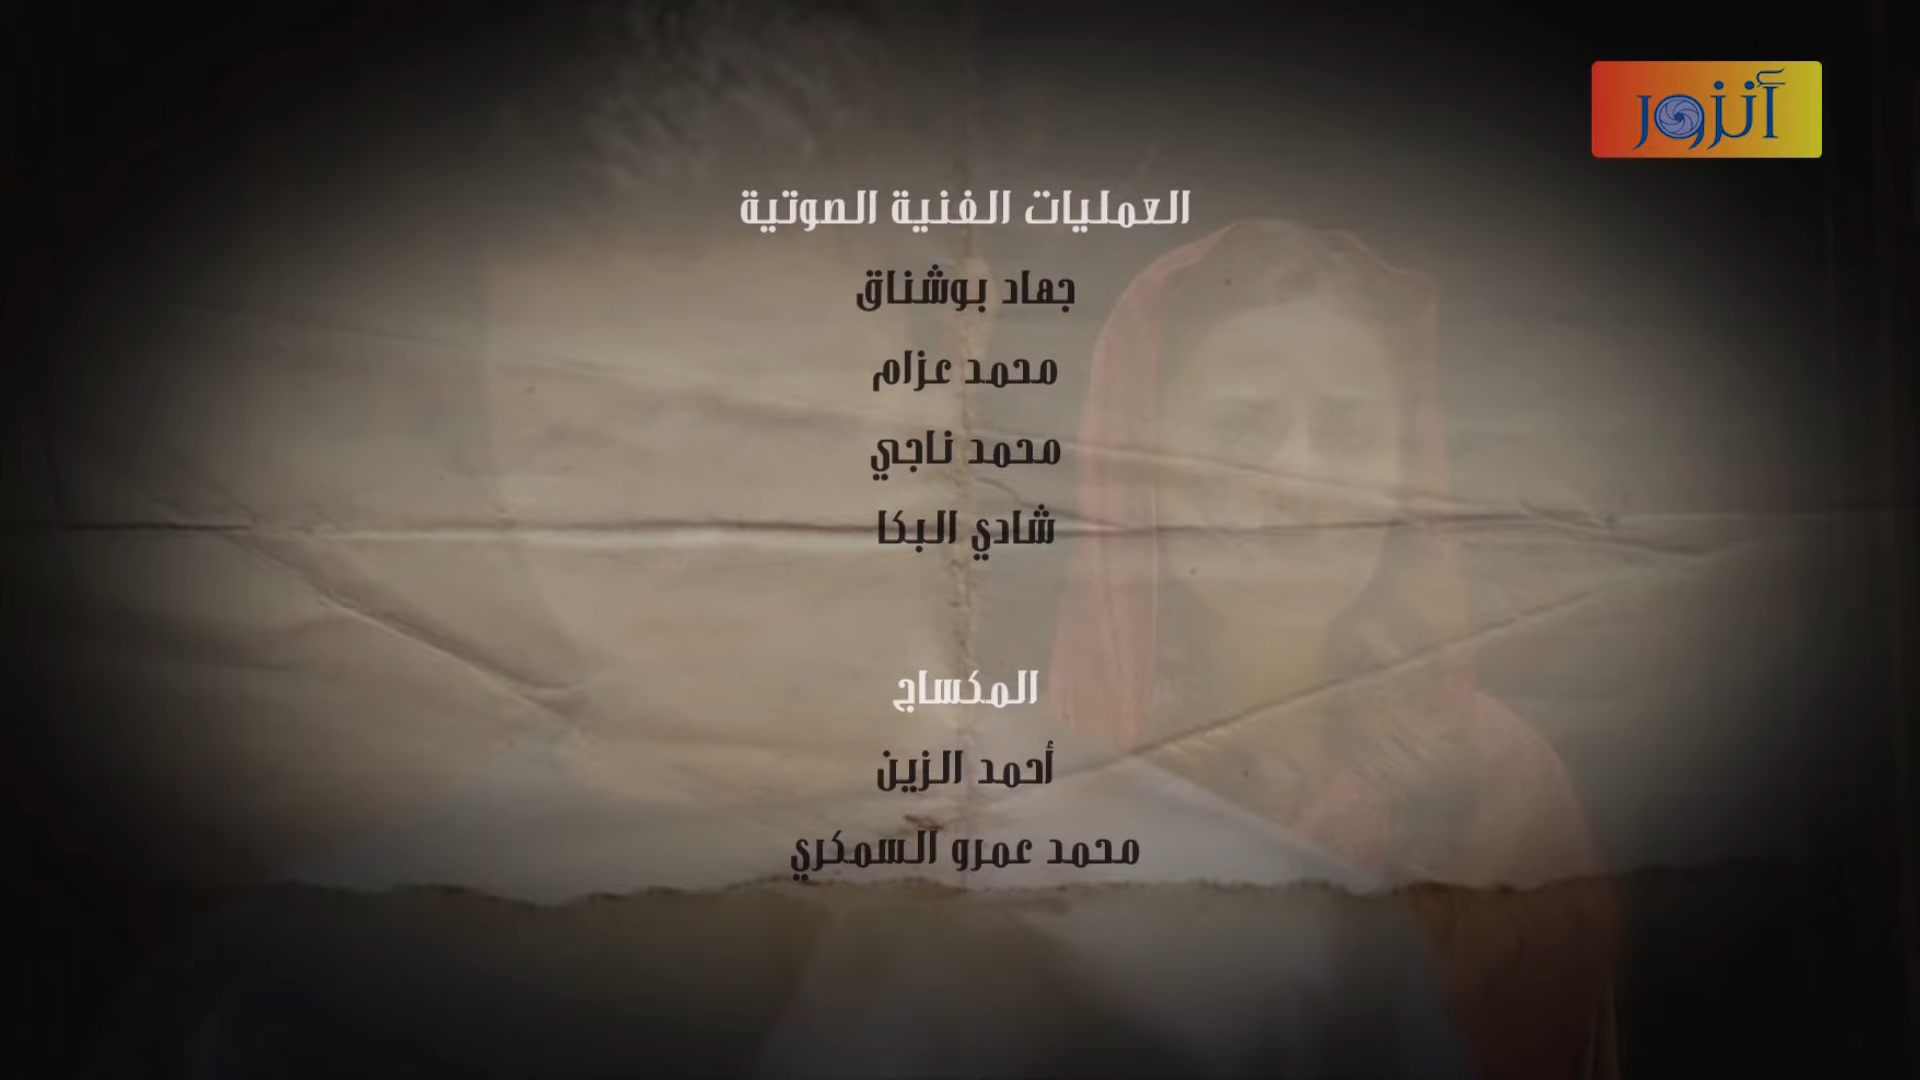 أنزور
العمليات الفنية الصوتية
جهاد بوشناق
محمد عزام
محمد ناجي
شادي البكا
المكساج
أحمد الزين
محمد عمرو السمكري